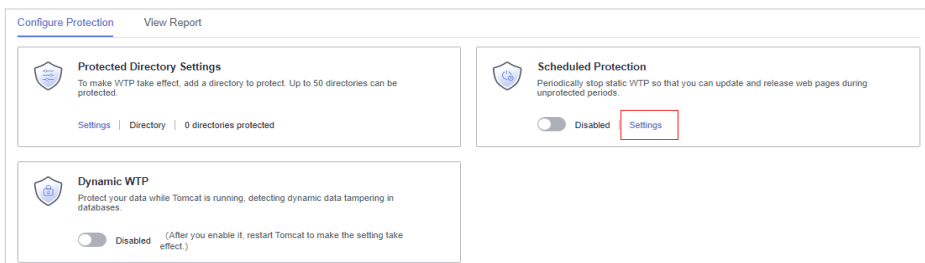 Configure Protection
View Report
Protected Directory Settings
To make WTP take effect, add a directory to protect. Up to 50 directories can be
protected.
Settings | Directory | 0 directories protected
Scheduled Protection
Periodically stop static WTP so that you can update and release web pages during
unprotected periods.
Disabled | Settings
Dynamic WTP
Protect your data while Tomcat is running, detecting dynamic data tampering in
databases.
Disabled (After you enable it, restart Tomcat to make the setting take
effect.)